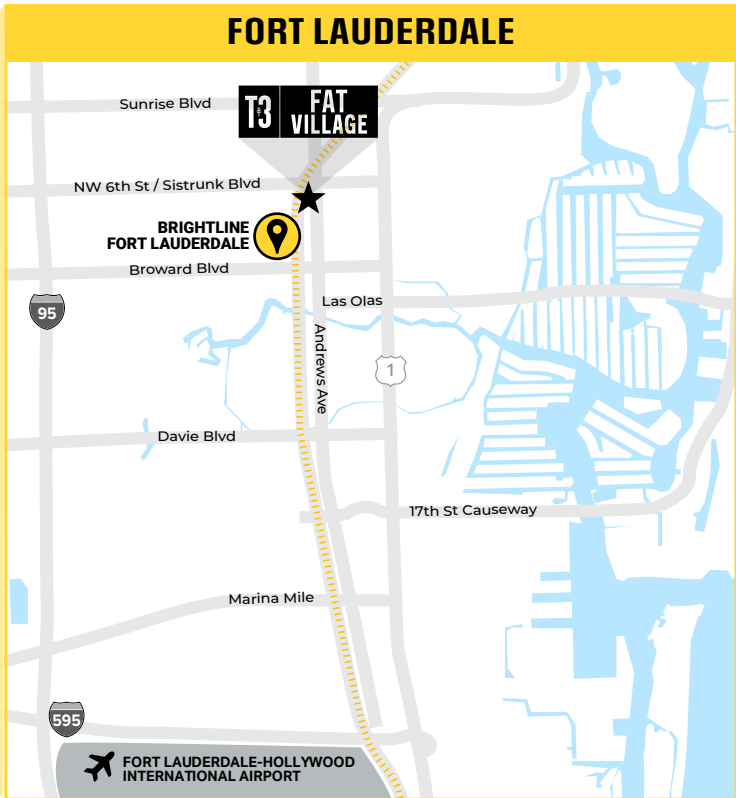 FORT LAUDERDALE
Sunrise Blvd
T3
FAT
VILLAGE
NW 6th St / Sistrunk Blvd
BRIGHTLINE
FORT LAUDERDALE
Broward Blvd
95
Las Olas
Andrews Ave
1
Davie Blvd
17th St Causeway
Marina Mile
595
FORT LAUDERDALE-HOLLYWOOD
INTERNATIONAL AIRPORT